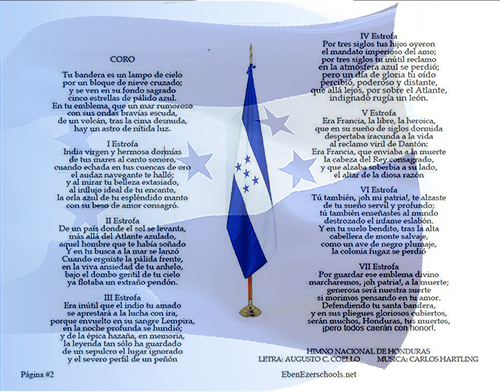 CORO
Tu bandera es un lampo de cielo
por un bloque de nieve cruzado;
y se ven en su fondo sagrado
cinco estrellas de pálido azul.
En tu emblema, que un mar rumoroso
con sus ondas bravías escuda,
de un volcán, tras la cima desnuda,
hay un astro de nítida luz.
I Estrofa
India virgen y hermosa dormías
de tus mares al canto sonoro,
cuando echada en tus cuencas de oro
el audaz navegante te halló;
y al mirar tu belleza extasiado,
al influjo ideal de tu encanto,
la orla azul de tu espléndido manto
con su beso de amor consagró.
II Estrofa
De un país donde el sol se levanta,
más allá del Atlante azulado,
aquel hombre que te había soñado
Y en tu busca a la mar se lanzó
Cuando erguiste la pálida frente,
en la viva ansiedad de tu anhelo,
bajo el dombo gentil de tu cielo
ya flotaba un extraño pendón.
III Estrofa
Era inútil que el indio tu amado
se aprestará a la lucha con ira,
porque envuelto en su sangre Lempira,
en la noche profunda se hundió;
y de la épica hazaña, en memoria,
la leyenda tan sólo ha guardado
de un sepulcro el lugar ignorado
y el severo perfil de un peñón
Página #2
IV Estrofa
Por tres siglos tus hijos oyeron
el mandato imperioso del amo;
por tres siglos tu inútil reclamo
en la atmósfera azul se perdió;
pero un día de gloria tu oído
percibió, poderoso y distante,
que allá lejos, por sobre el Atlante,
indignado rugía un león.
V Estrofa
Era Francia, la libre, la heroica,
que en su sueño de siglos dormida
despertaba iracunda a la vida
al reclamo viril de Dantón:
Era Francia, que enviaba a la muerte
la cabeza del Rey consagrado,
y que alzaba soberbia a su lado,
el altar de la diosa razón
VI Estrofa
Tú también, ¡oh mi patria!, te alzaste
de tu sueño servil y profundo;
tú también enseñastes al mundo
destrozado el infame eslabón.
Y en tu suelo bendito, tras la alta
cabellera de monte salvaje,
como un ave de negro plumaje,
la colonia fugaz se perdió
VII Estrofa
Por guardar ese emblema divino
marcharemos, ¡oh patria!, a la muerte;
generosa será nuestra suerte
si morimos pensando en tu amor.
Defendiendo tu santa bandera,
y en sus pliegues gloriosos cubiertos,
serán muchos, Honduras, tus muertos,
¡pero todos caerán con honor!.
HIMNO NACIONAL DE HONDURAS
LETRA: AUGUSTO C. COELLO MUSICA: CARLOS HARTLING
EbenEzerschools.net